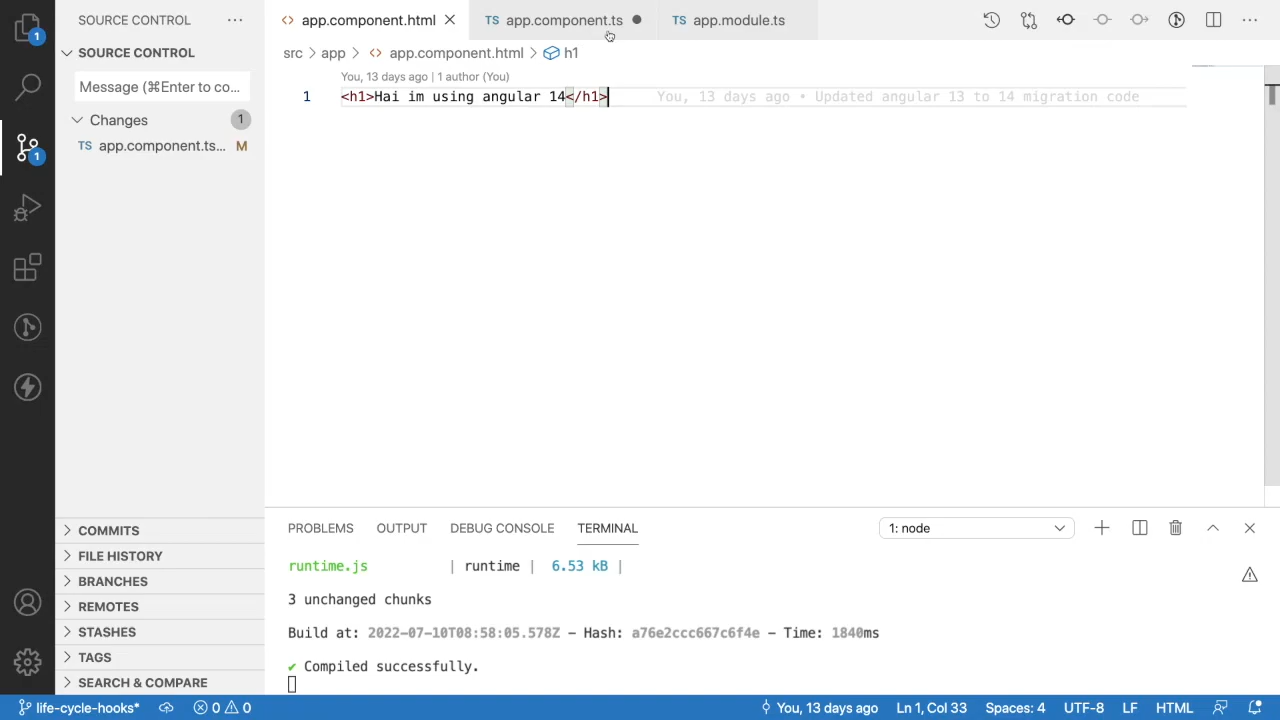 SOURCE CONTROL
app.component.html
TS app.component.ts
TS app.module.ts
1
SOURCE CONTROL
Message (⌘Enter to co...
Changes 1
TS app.component.ts... M
1
src > app > app.component.html > h1
You, 13 days ago | 1 author (You)
1 <h1>Hai im using angular 14</h1> You, 13 days ago • Updated angular 13 to 14 migration code
COMMITS
FILE HISTORY
BRANCHES
REMOTES
STASHES
TAGS
SEARCH & COMPARE
PROBLEMS OUTPUT DEBUG CONSOLE TERMINAL 1: node
runtime.js | runtime | 6.53 kB |
3 unchanged chunks
Build at: 2022-07-10T08:58:05.578Z - Hash: a76e2ccc667c6f4e - Time: 1840ms
✔ Compiled successfully.
life-cycle-hooks* 0 0 You, 13 days ago Ln 1, Col 33 Spaces: 4 UTF-8 LF HTML